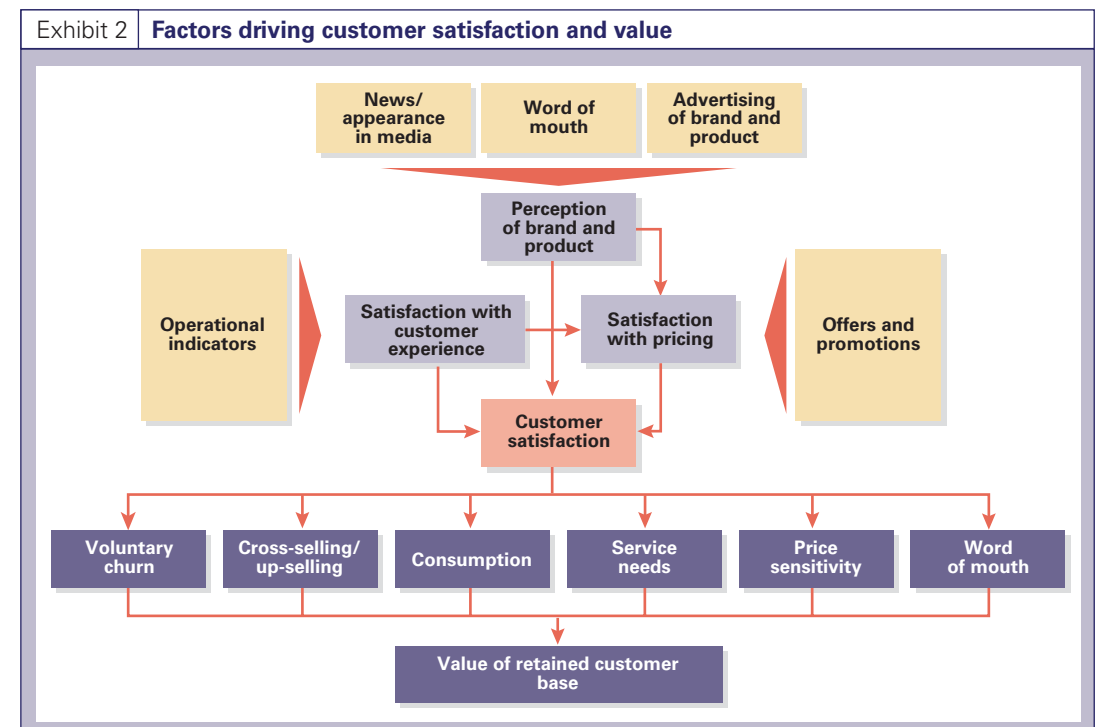 Exhibit 2 Factors driving customer satisfaction and value
News/
appearance
in media
Word of
mouth
Advertising
of brand and
product
Perception
of brand and
product
Operational
indicators
Satisfaction with
customer
experience
Satisfaction
with pricing
Offers and
promotions
Customer
satisfaction
Voluntary
churn
Cross-selling/
up-selling
Consumption
Service
needs
Price
sensitivity
Word
of mouth
Value of retained customer
base